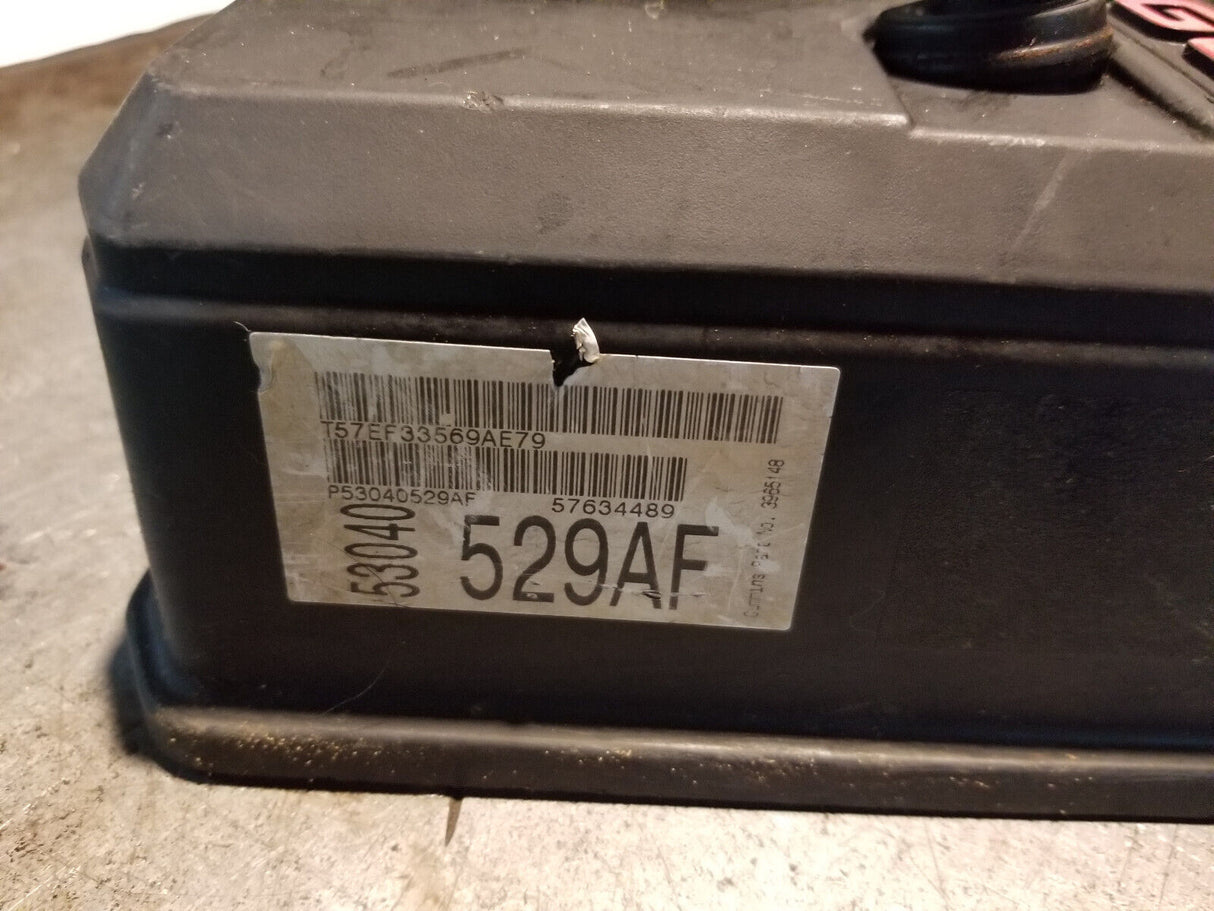 G
T57EF33569AE79
P53040529AF
57634489
53040
529AF
Cummins Part No. 3965148